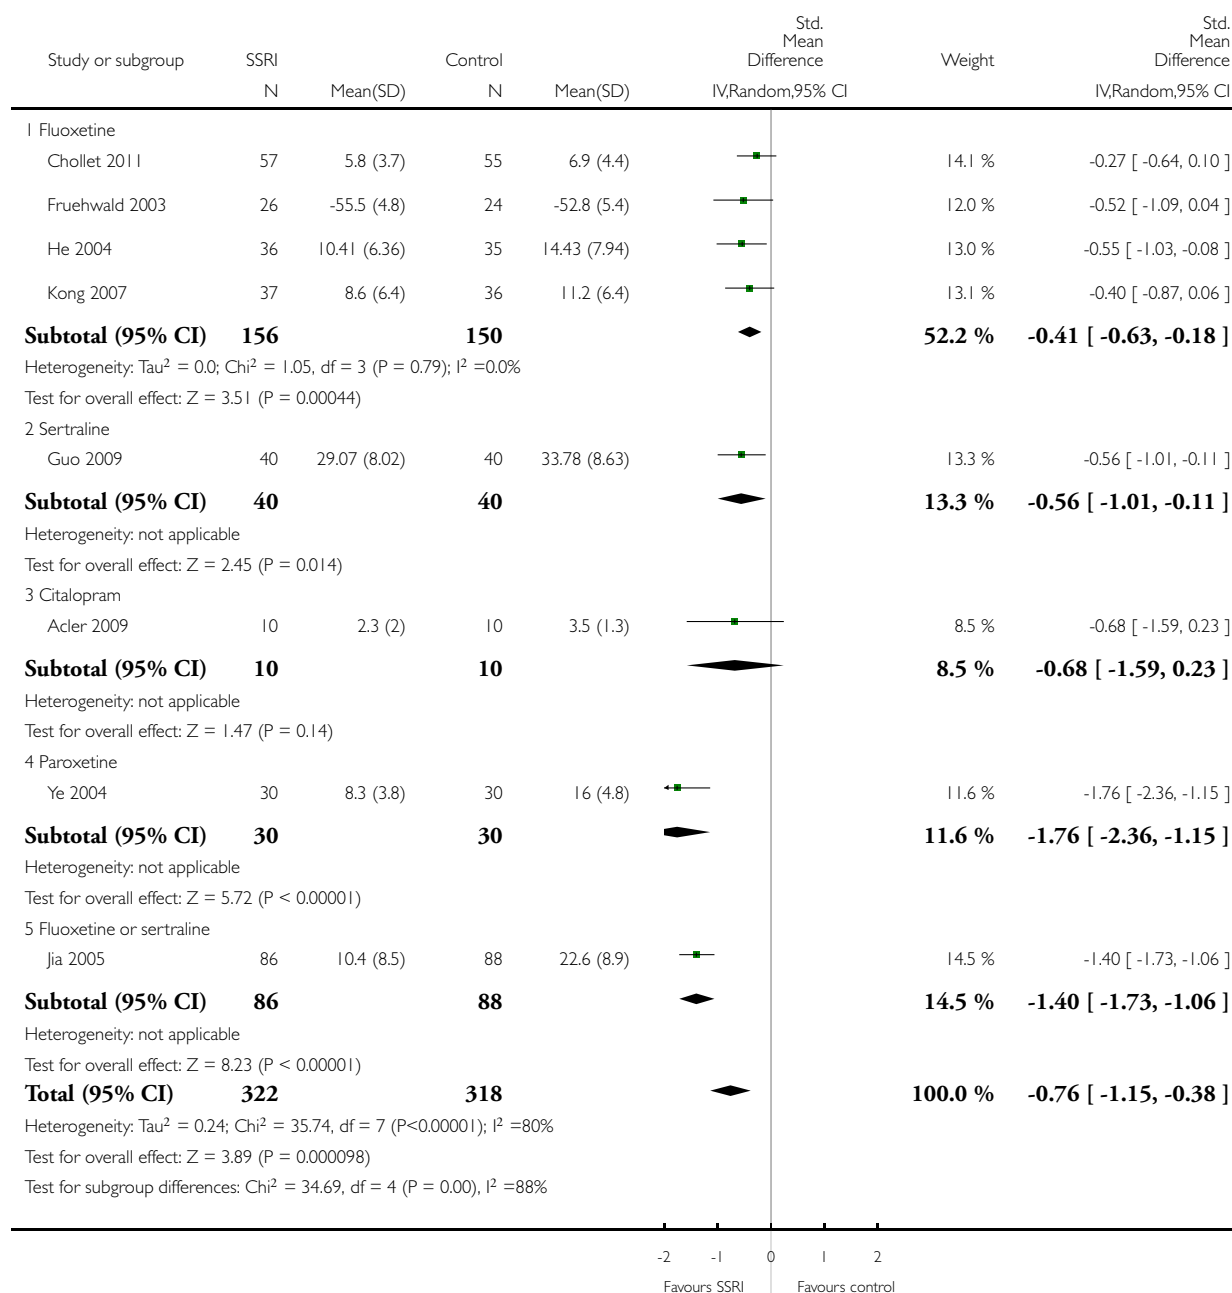 Std.
Mean
Difference
Std.
Mean
Difference
Study or subgroup SSRI Control Weight
N Mean(SD) N Mean(SD) IV,Random,95% CI IV,Random,95% CI
1 Fluoxetine
Chollet 2011 57 5.8 (3.7) 55 6.9 (4.4) 14.1 % -0.27 [ -0.64, 0.10 ]
Fruehwald 2003 26 -55.5 (4.8) 24 -52.8 (5.4) 12.0 % -0.52 [ -1.09, 0.04 ]
He 2004 36 10.41 (6.36) 35 14.43 (7.94) 13.0 % -0.55 [ -1.03, -0.08 ]
Kong 2007 37 8.6 (6.4) 36 11.2 (6.4) 13.1 % -0.40 [ -0.87, 0.06 ]
Subtotal (95% CI) 156 150 52.2 % -0.41 [ -0.63, -0.18 ]
Heterogeneity: Tau² = 0.0; Chi² = 1.05, df = 3 (P = 0.79); I² =0.0%
Test for overall effect: Z = 3.51 (P = 0.00044)
2 Sertraline
Guo 2009 40 29.07 (8.02) 40 33.78 (8.63) 13.3 % -0.56 [ -1.01, -0.11 ]
Subtotal (95% CI) 40 40 13.3 % -0.56 [ -1.01, -0.11 ]
Heterogeneity: not applicable
Test for overall effect: Z = 2.45 (P = 0.014)
3 Citalopram
Acler 2009 10 2.3 (2) 10 3.5 (1.3) 8.5 % -0.68 [ -1.59, 0.23 ]
Subtotal (95% CI) 10 10 8.5 % -0.68 [ -1.59, 0.23 ]
Heterogeneity: not applicable
Test for overall effect: Z = 1.47 (P = 0.14)
4 Paroxetine
Ye 2004 30 8.3 (3.8) 30 16 (4.8) 11.6 % -1.76 [ -2.36, -1.15 ]
Subtotal (95% CI) 30 30 11.6 % -1.76 [ -2.36, -1.15 ]
Heterogeneity: not applicable
Test for overall effect: Z = 5.72 (P < 0.00001)
5 Fluoxetine or sertraline
Jia 2005 86 10.4 (8.5) 88 22.6 (8.9) 14.5 % -1.40 [ -1.73, -1.06 ]
Subtotal (95% CI) 86 88 14.5 % -1.40 [ -1.73, -1.06 ]
Heterogeneity: not applicable
Test for overall effect: Z = 8.23 (P < 0.00001)
Total (95% CI) 322 318 100.0 % -0.76 [ -1.15, -0.38 ]
Heterogeneity: Tau² = 0.24; Chi² = 35.74, df = 7 (P<0.00001); I² =80%
Test for overall effect: Z = 3.89 (P = 0.000098)
Test for subgroup differences: Chi² = 34.69, df = 4 (P = 0.00), I² =88%
-2 -1 0 1 2
Favours SSRI Favours control